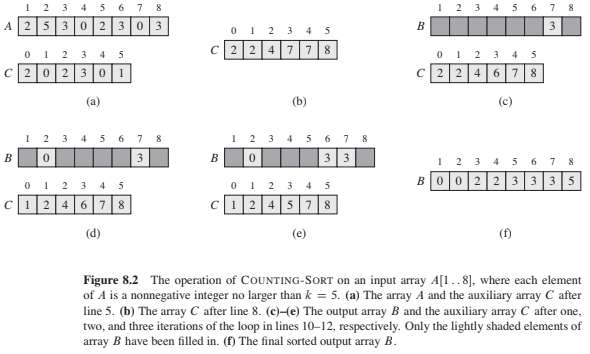 1 2 3 4 5 6 7 8
A 2 5 3 0 2 3 0 3
0 1 2 3 4 5
C 2 0 2 3 0 1
(a)
0 1 2 3 4 5
C 2 2 4 7 7 8
(b)
1 2 3 4 5 6 7 8
B 3
0 1 2 3 4 5
C 2 2 4 6 7 8
(c)
1 2 3 4 5 6 7 8
B 0 3
0 1 2 3 4 5
C 1 2 4 6 7 8
(d)
1 2 3 4 5 6 7 8
B 0 3 3
0 1 2 3 4 5
C 1 2 4 5 7 8
(e)
1 2 3 4 5 6 7 8
B 0 0 2 2 3 3 3 5
(f)
Figure 8.2 The operation of COUNTING-SORT on an input array A[1 . . 8], where each element
of A is a nonnegative integer no larger than k = 5. (a) The array A and the auxiliary array C after
line 5. (b) The array C after line 8. (c)–(e) The output array B and the auxiliary array C after one,
two, and three iterations of the loop in lines 10–12, respectively. Only the lightly shaded elements of
array B have been filled in. (f) The final sorted output array B.